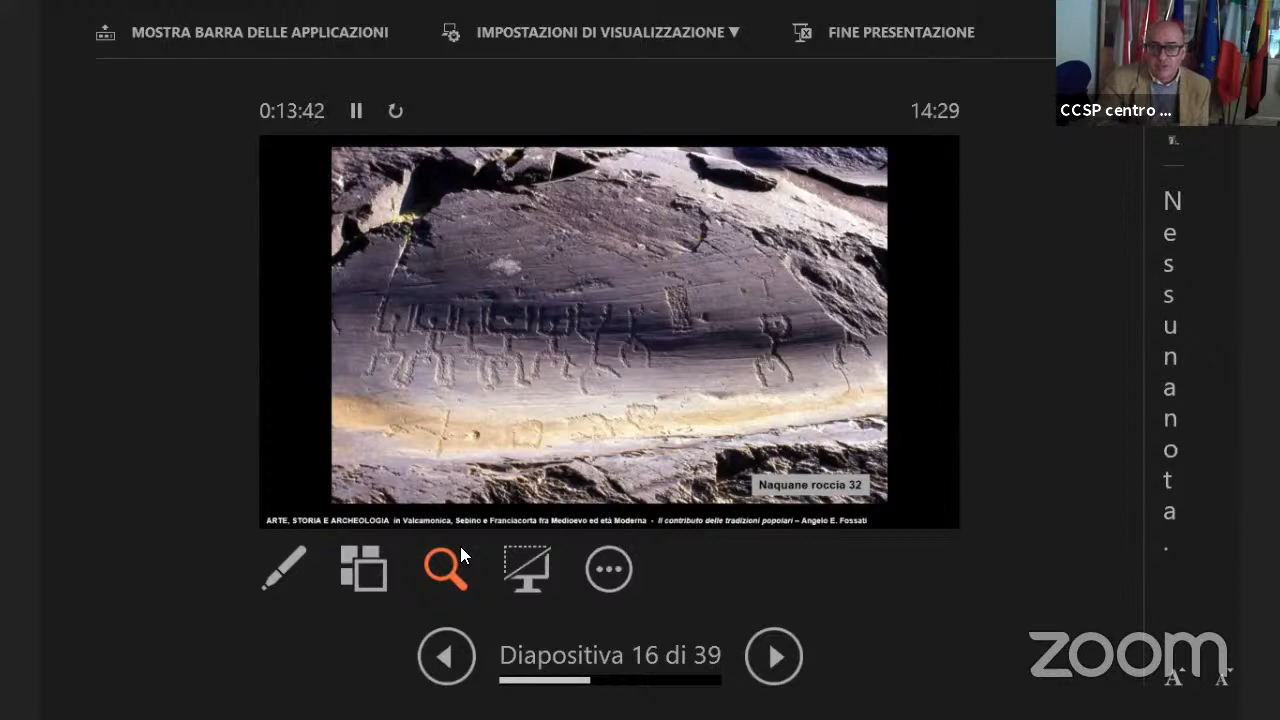 MOSTRA BARRA DELLE APPLICAZIONI
IMPOSTAZIONI DI VISUALIZZAZIONE ▼
FINE PRESENTAZIONE
CCSP centro ...
0:13:42
14:29
Naquane roccia 32
ARTE, STORIA E ARCHEOLOGIA in Valcamonica, Sebino e Franciacorta fra Medioevo ed età Moderna - Il contributo delle tradizioni popolari – Angelo E. Fossati
Diapositiva 16 di 39
Nessuna nota.
zoom
A A